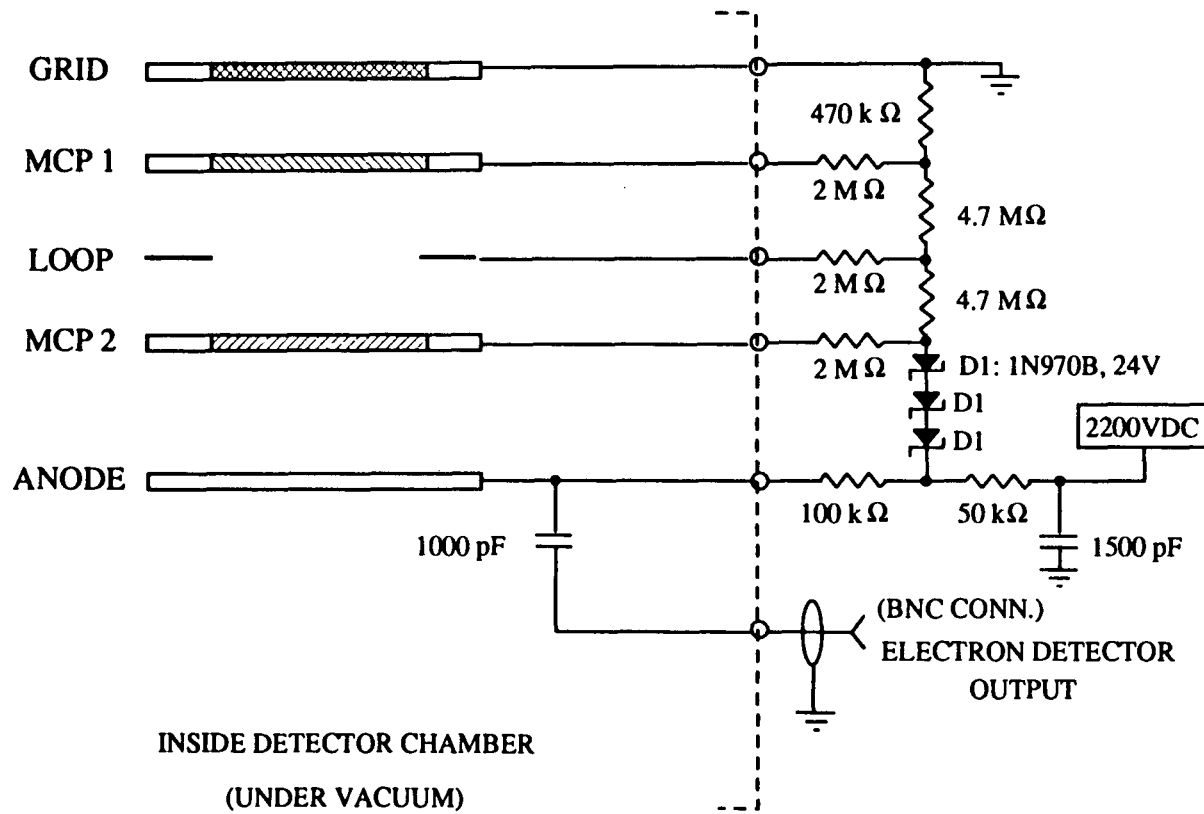 GRID
470 k Ω
MCP 1
2 M Ω
4.7 MΩ
LOOP
2 M Ω
4.7 MΩ
MCP 2
2 M Ω
D1: 1N970B, 24V
D1
D1
2200VDC
ANODE
100 k Ω
50 kΩ
1000 pF
1500 pF
(BNC CONN.)
ELECTRON DETECTOR
OUTPUT
INSIDE DETECTOR CHAMBER
(UNDER VACUUM)